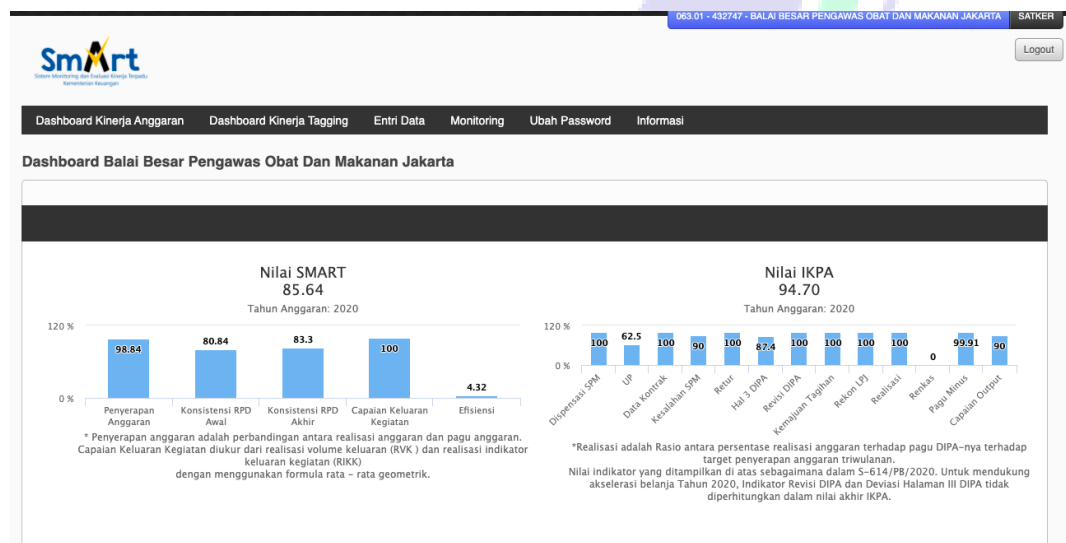 063.01 - 432747 - BALAI BESAR PENGAWAS OBAT DAN MAKANAN JAKARTA SATKER
Smart
Sistem Monitoring dan Evaluasi Kinerja Terpadu
Kementerian Keuangan
Logout
Dashboard Kinerja Anggaran Dashboard Kinerja Tagging Entri Data Monitoring Ubah Password Informasi
Dashboard Balai Besar Pengawas Obat Dan Makanan Jakarta
Nilai SMART
85.64
Tahun Anggaran: 2020
120 %
98.84 80.84 83.3 100 4.32
0 %
Penyerapan Anggaran
Konsistensi RPD Awal
Konsistensi RPD Akhir
Capaian Keluaran Kegiatan
Efisiensi
* Penyerapan anggaran adalah perbandingan antara realisasi anggaran dan pagu anggaran.
Capaian Keluaran Kegiatan diukur dari realisasi volume keluaran (RVK ) dan realisasi indikator
keluaran kegiatan (RIKK)
dengan menggunakan formula rata – rata geometrik.
Nilai IKPA
94.70
Tahun Anggaran: 2020
120 %
100 62.5 100 90 100 87.4 100 100 100 100 0 99.91 90
0 %
Dispensasi SPM
UP
Data Kontrak
Kesalahan SPM
Retur
Hal 3 DIPA
Revisi DIPA
Kemajuan Tagihan
Rekon LPJ
Realisasi
Renkas
Pagu Minus
Capaian Output
*Realisasi adalah Rasio antara persentase realisasi anggaran terhadap pagu DIPA-nya terhadap
target penyerapan anggaran triwulanan.
Nilai indikator yang ditampilkan di atas sebagaimana dalam S-614/PB/2020. Untuk mendukung
akselerasi belanja Tahun 2020, Indikator Revisi DIPA dan Deviasi Halaman III DIPA tidak
diperhitungkan dalam nilai akhir IKPA.